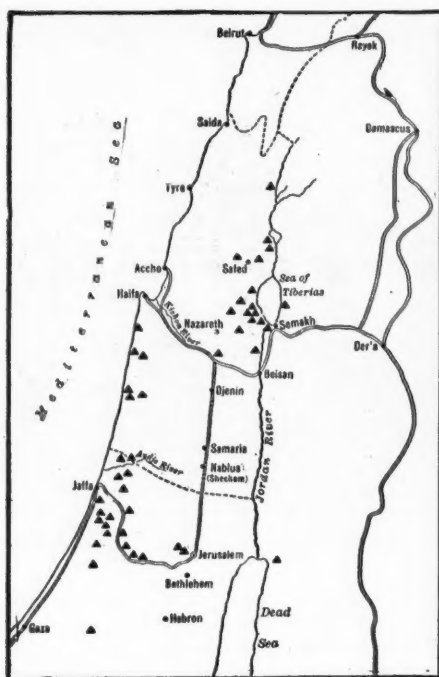 Beirut
Rayak
Saida
Damascus
Mediterranean Sea
Tyre
Safed
Accho
Sea of
Tiberias
Haifa
Kishon River
Nazareth
Semakh
Der'a
Beisan
Djenin
Jordan River
Samaria
Audja River
Nablus
(Shechem)
Jaffa
Jerusalem
Bethlehem
Dead
Sea
Hebron
Gaza